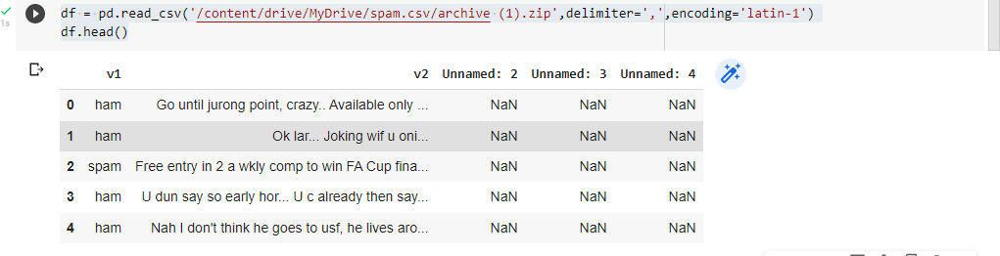 df = pd.read_csv('/content/drive/MyDrive/spam.csv/archive (1).zip',delimiter=',',encoding='latin-1')
1s
df.head()
v1 v2 Unnamed: 2 Unnamed: 3 Unnamed: 4
0 ham Go until jurong point, crazy.. Available only ... NaN NaN NaN
1 ham Ok lar... Joking wif u oni... NaN NaN NaN
2 spam Free entry in 2 a wkly comp to win FA Cup fina... NaN NaN NaN
3 ham U dun say so early hor... U c already then say... NaN NaN NaN
4 ham Nah I don't think he goes to usf, he lives aro... NaN NaN NaN